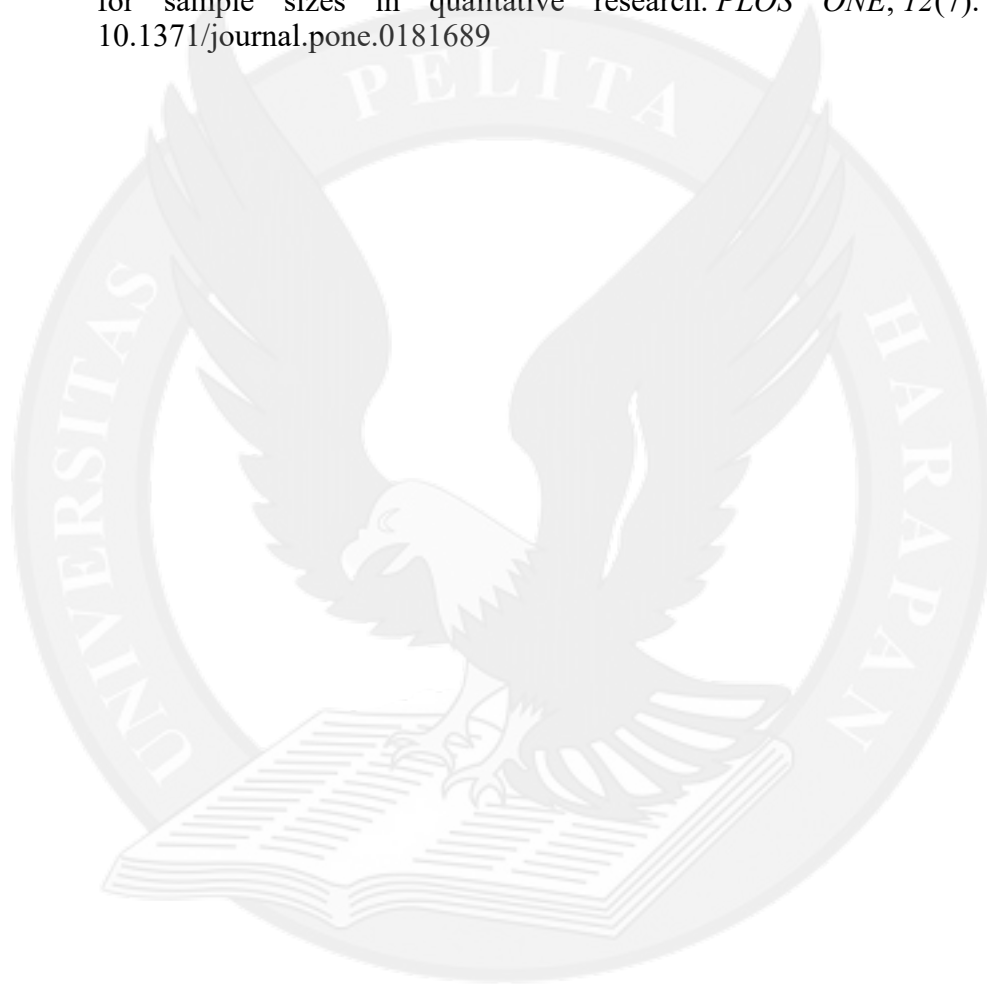 for sample sizes in qualitative research. PLOS ONE, 12(7).
10.1371/journal.pone.0181689
PELITA
UNIVERSITAS
HARAPAN